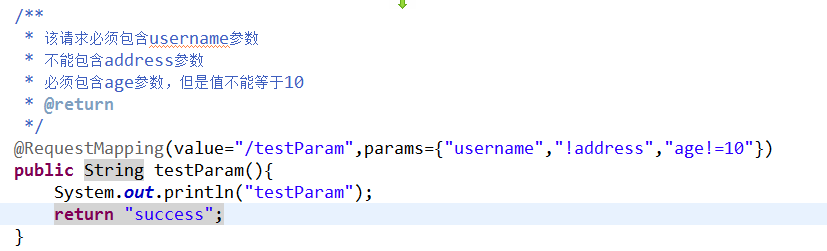 /**
 * 该请求必须包含username参数
 * 不能包含address参数
 * 必须包含age参数，但是值不能等于10
 * @return
 */
@RequestMapping(value="/testParam",params={"username","!address","age!=10"})
public String testParam(){
    System.out.println("testParam");
    return "success";
}